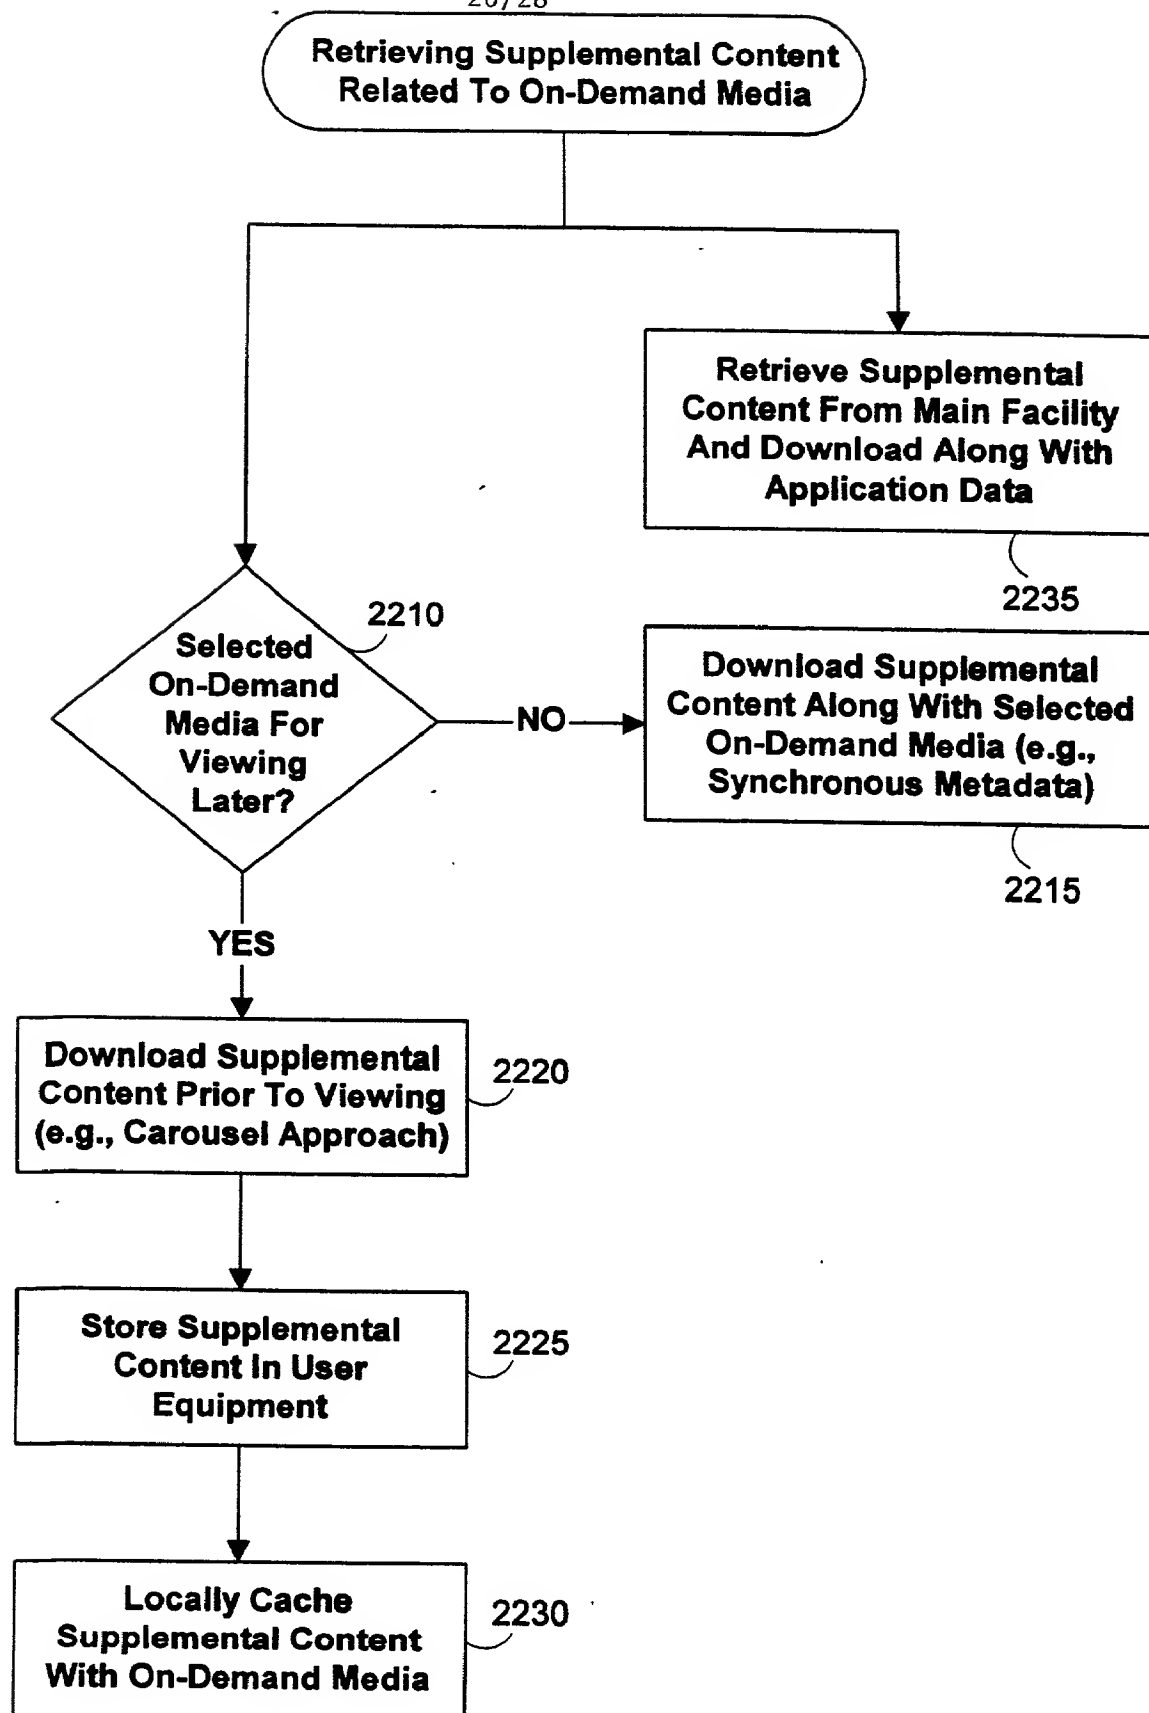 20/28
Retrieving Supplemental Content
Related To On-Demand Media
Retrieve Supplemental
Content From Main Facility
And Download Along With
Application Data
2235
2210
Selected
On-Demand
Media For
Viewing
Later?
NO
Download Supplemental
Content Along With Selected
On-Demand Media (e.g.,
Synchronous Metadata)
2215
YES
Download Supplemental
Content Prior To Viewing
(e.g., Carousel Approach)
2220
Store Supplemental
Content In User
Equipment
2225
Locally Cache
Supplemental Content
With On-Demand Media
2230